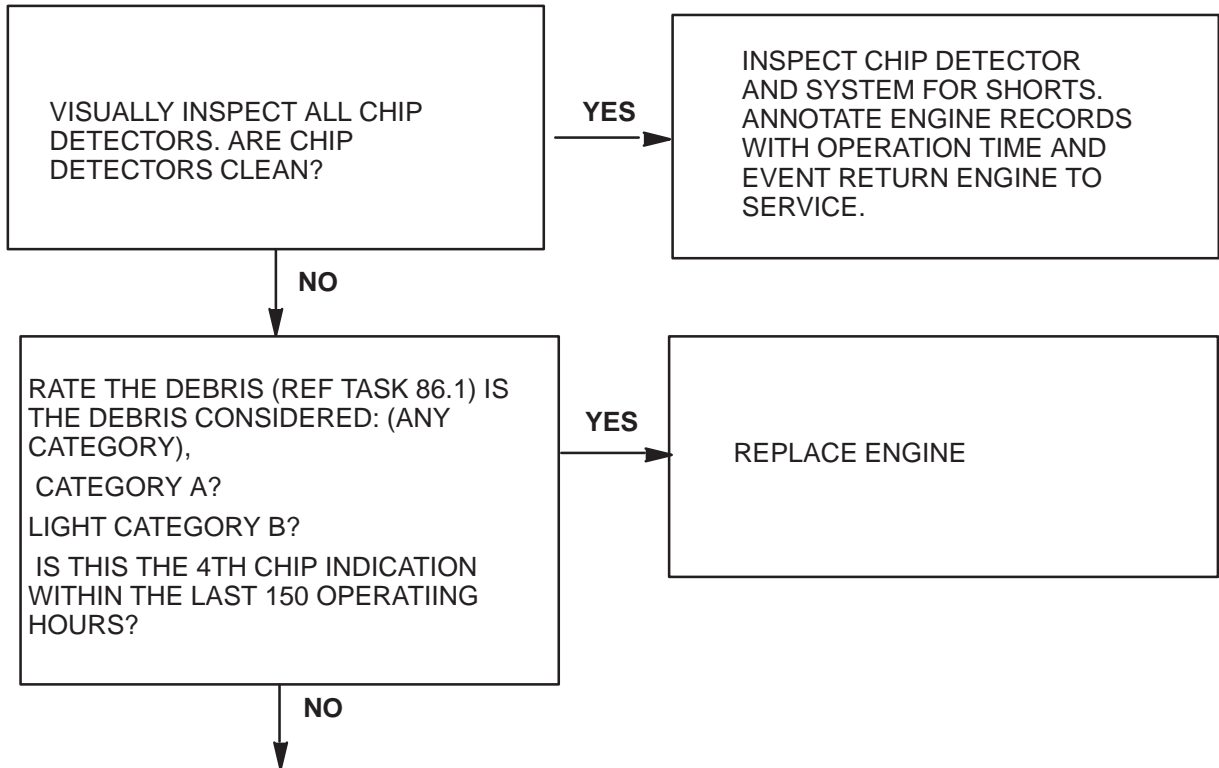 VISUALLY INSPECT ALL CHIP
DETECTORS. ARE CHIP
DETECTORS CLEAN?
YES
INSPECT CHIP DETECTOR
AND SYSTEM FOR SHORTS.
ANNOTATE ENGINE RECORDS
WITH OPERATION TIME AND
EVENT RETURN ENGINE TO
SERVICE.
NO
RATE THE DEBRIS (REF TASK 86.1) IS
THE DEBRIS CONSIDERED: (ANY
CATEGORY),
CATEGORY A?
LIGHT CATEGORY B?
IS THIS THE 4TH CHIP INDICATION
WITHIN THE LAST 150 OPERATIING
HOURS?
YES
REPLACE ENGINE
NO